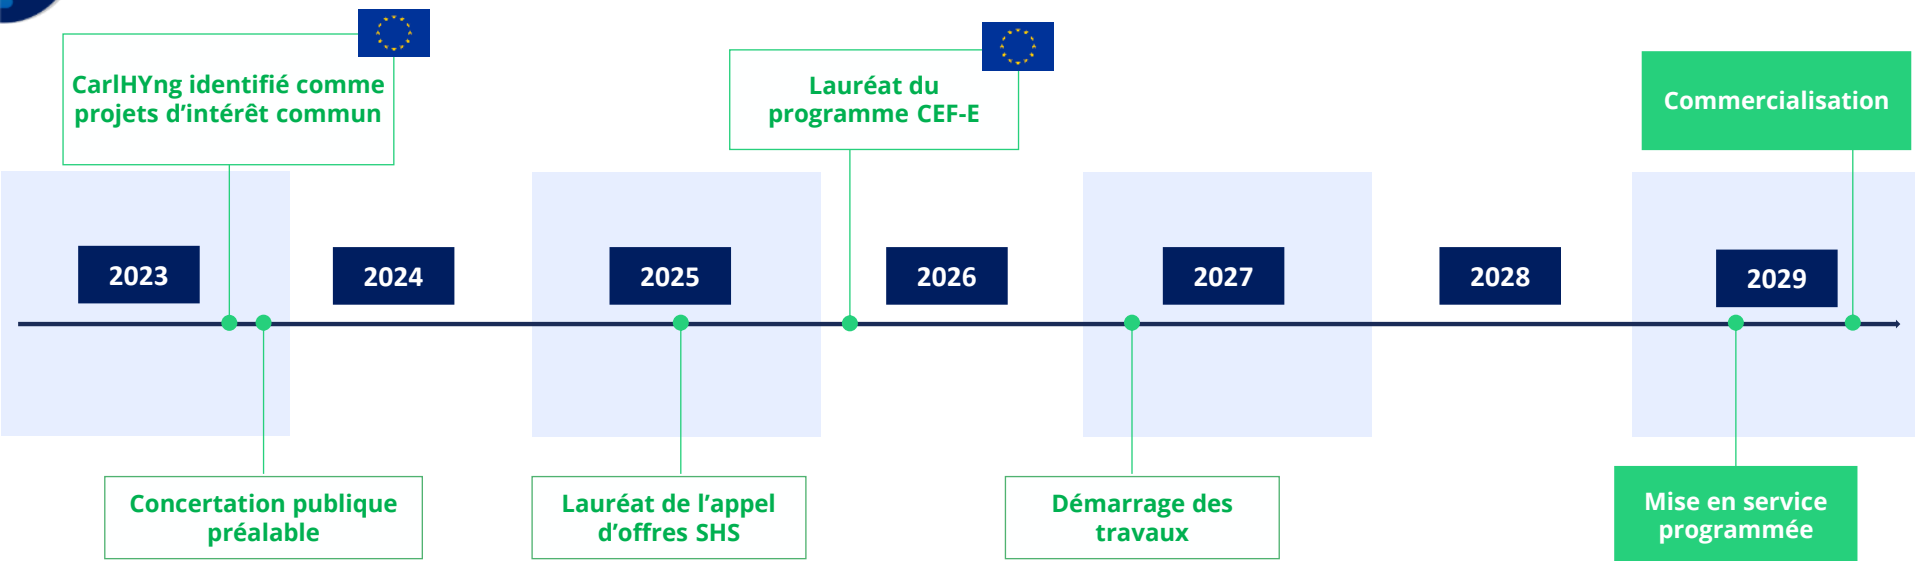 CarlHYng identifié comme
projets d’intérêt commun
Lauréat du
programme CEF-E
Commercialisation
2023
2024
2025
2026
2027
2028
2029
Concertation publique
préalable
Lauréat de l’appel
d’offres SHS
Démarrage des
travaux
Mise en service
programmée